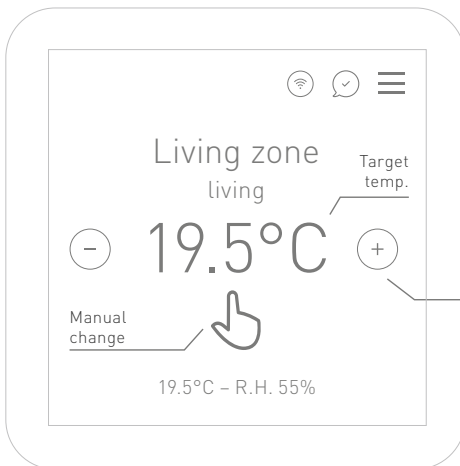 Living zone
living
Target
temp.
−
19.5°C
+
Manual
change
19.5°C – R.H. 55%